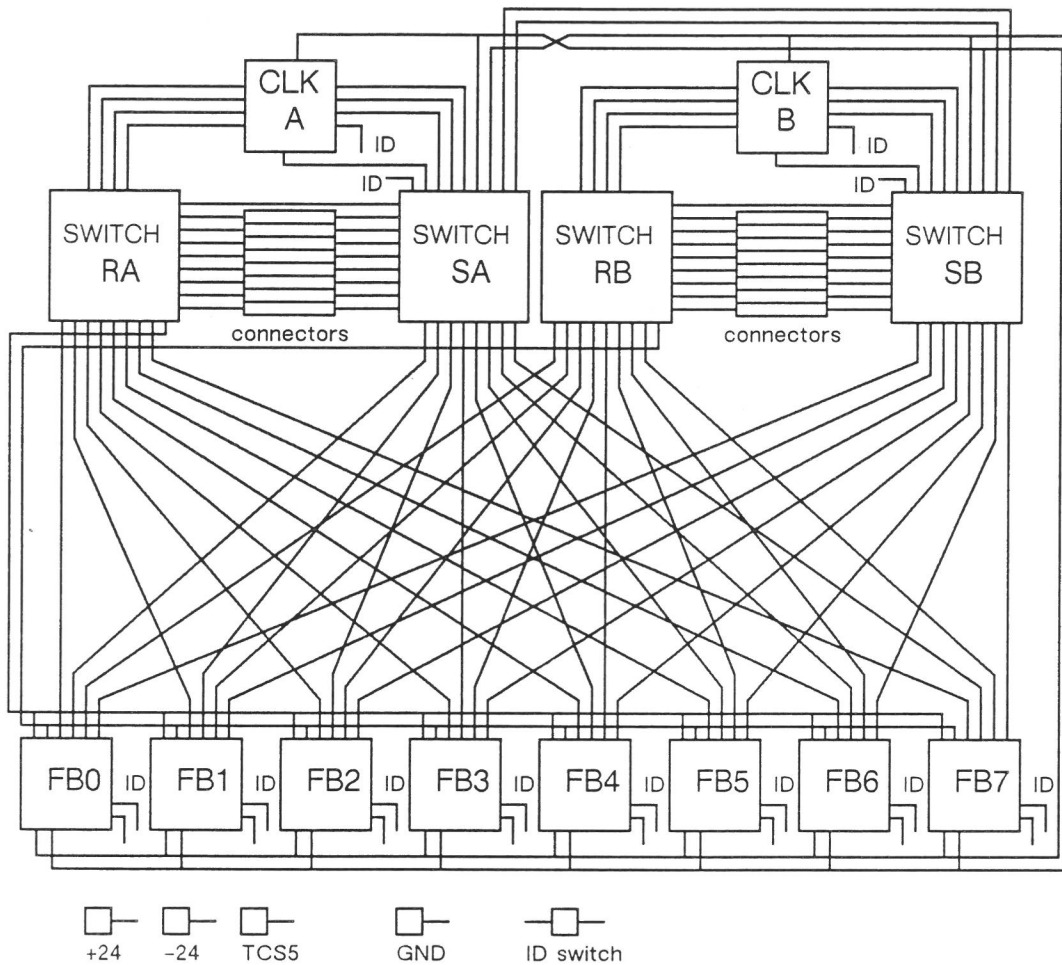 CLK
A
CLK
B
ID
ID
ID
ID
SWITCH
RA
SWITCH
SA
SWITCH
RB
SWITCH
SB
connectors
connectors
FB0
ID
FB1
ID
FB2
ID
FB3
ID
FB4
ID
FB5
ID
FB6
ID
FB7
ID
+24
-24
TCS5
GND
ID switch